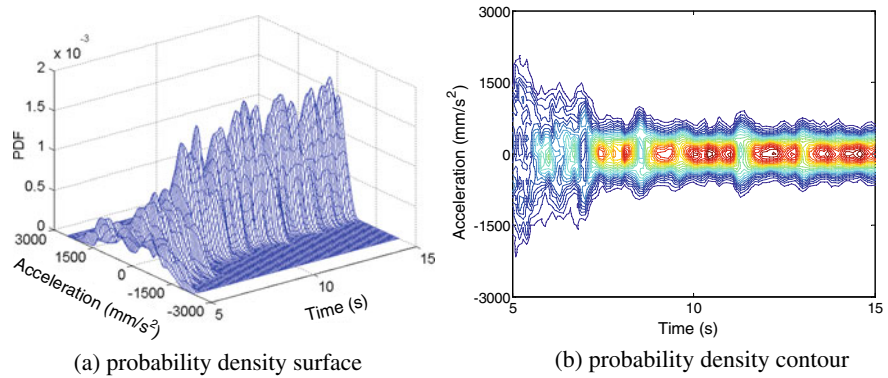 x 10⁻³
2
1.5
1
0.5
0
PDF
3000
1500
0
-1500
-3000
Acceleration (mm/s²)
5
10
15
Time (s)
(a) probability density surface
3000
1500
0
-1500
-3000
Acceleration (mm/s²)
5
10
15
Time (s)
(b) probability density contour